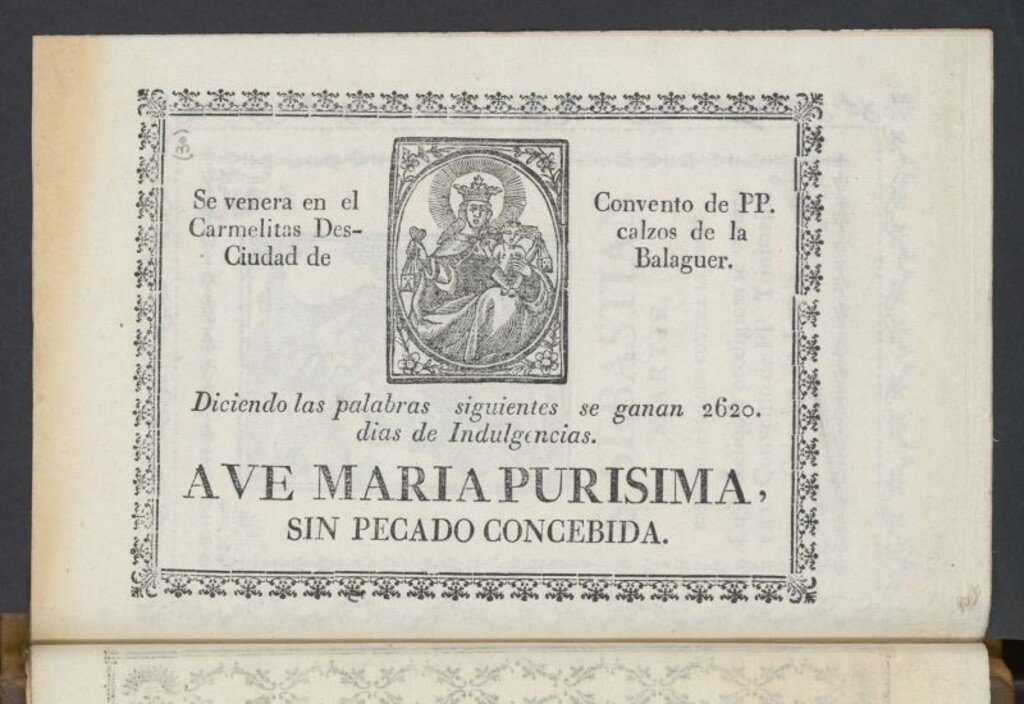 Se venera en el Convento de PP.
Carmelitas Des- calzos de la
Ciudad de Balaguer.
Diciendo las palabras siguientes se ganan 2620.
dias de Indulgencias.
AVE MARIA PURISIMA,
SIN PECADO CONCEBIDA.